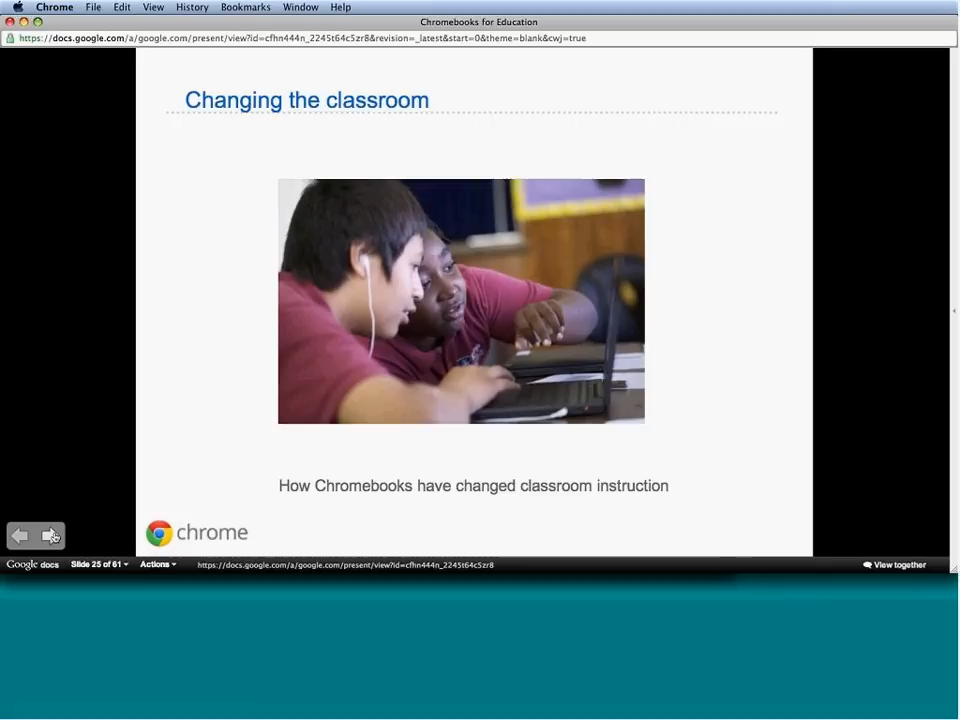 Chrome File Edit View History Bookmarks Window Help
Chromebooks for Education
https://docs.google.com/a/google.com/present/view?id=cfhn444n_2245t64c5zr8&revision=_latest&start=0&theme=blank&cwj=true
Changing the classroom
How Chromebooks have changed classroom instruction
chrome
Google docs Slide 25 of 61 Actions https://docs.google.com/a/google.com/present/view?id=cfhn444n_2245t64c5zr8 View together